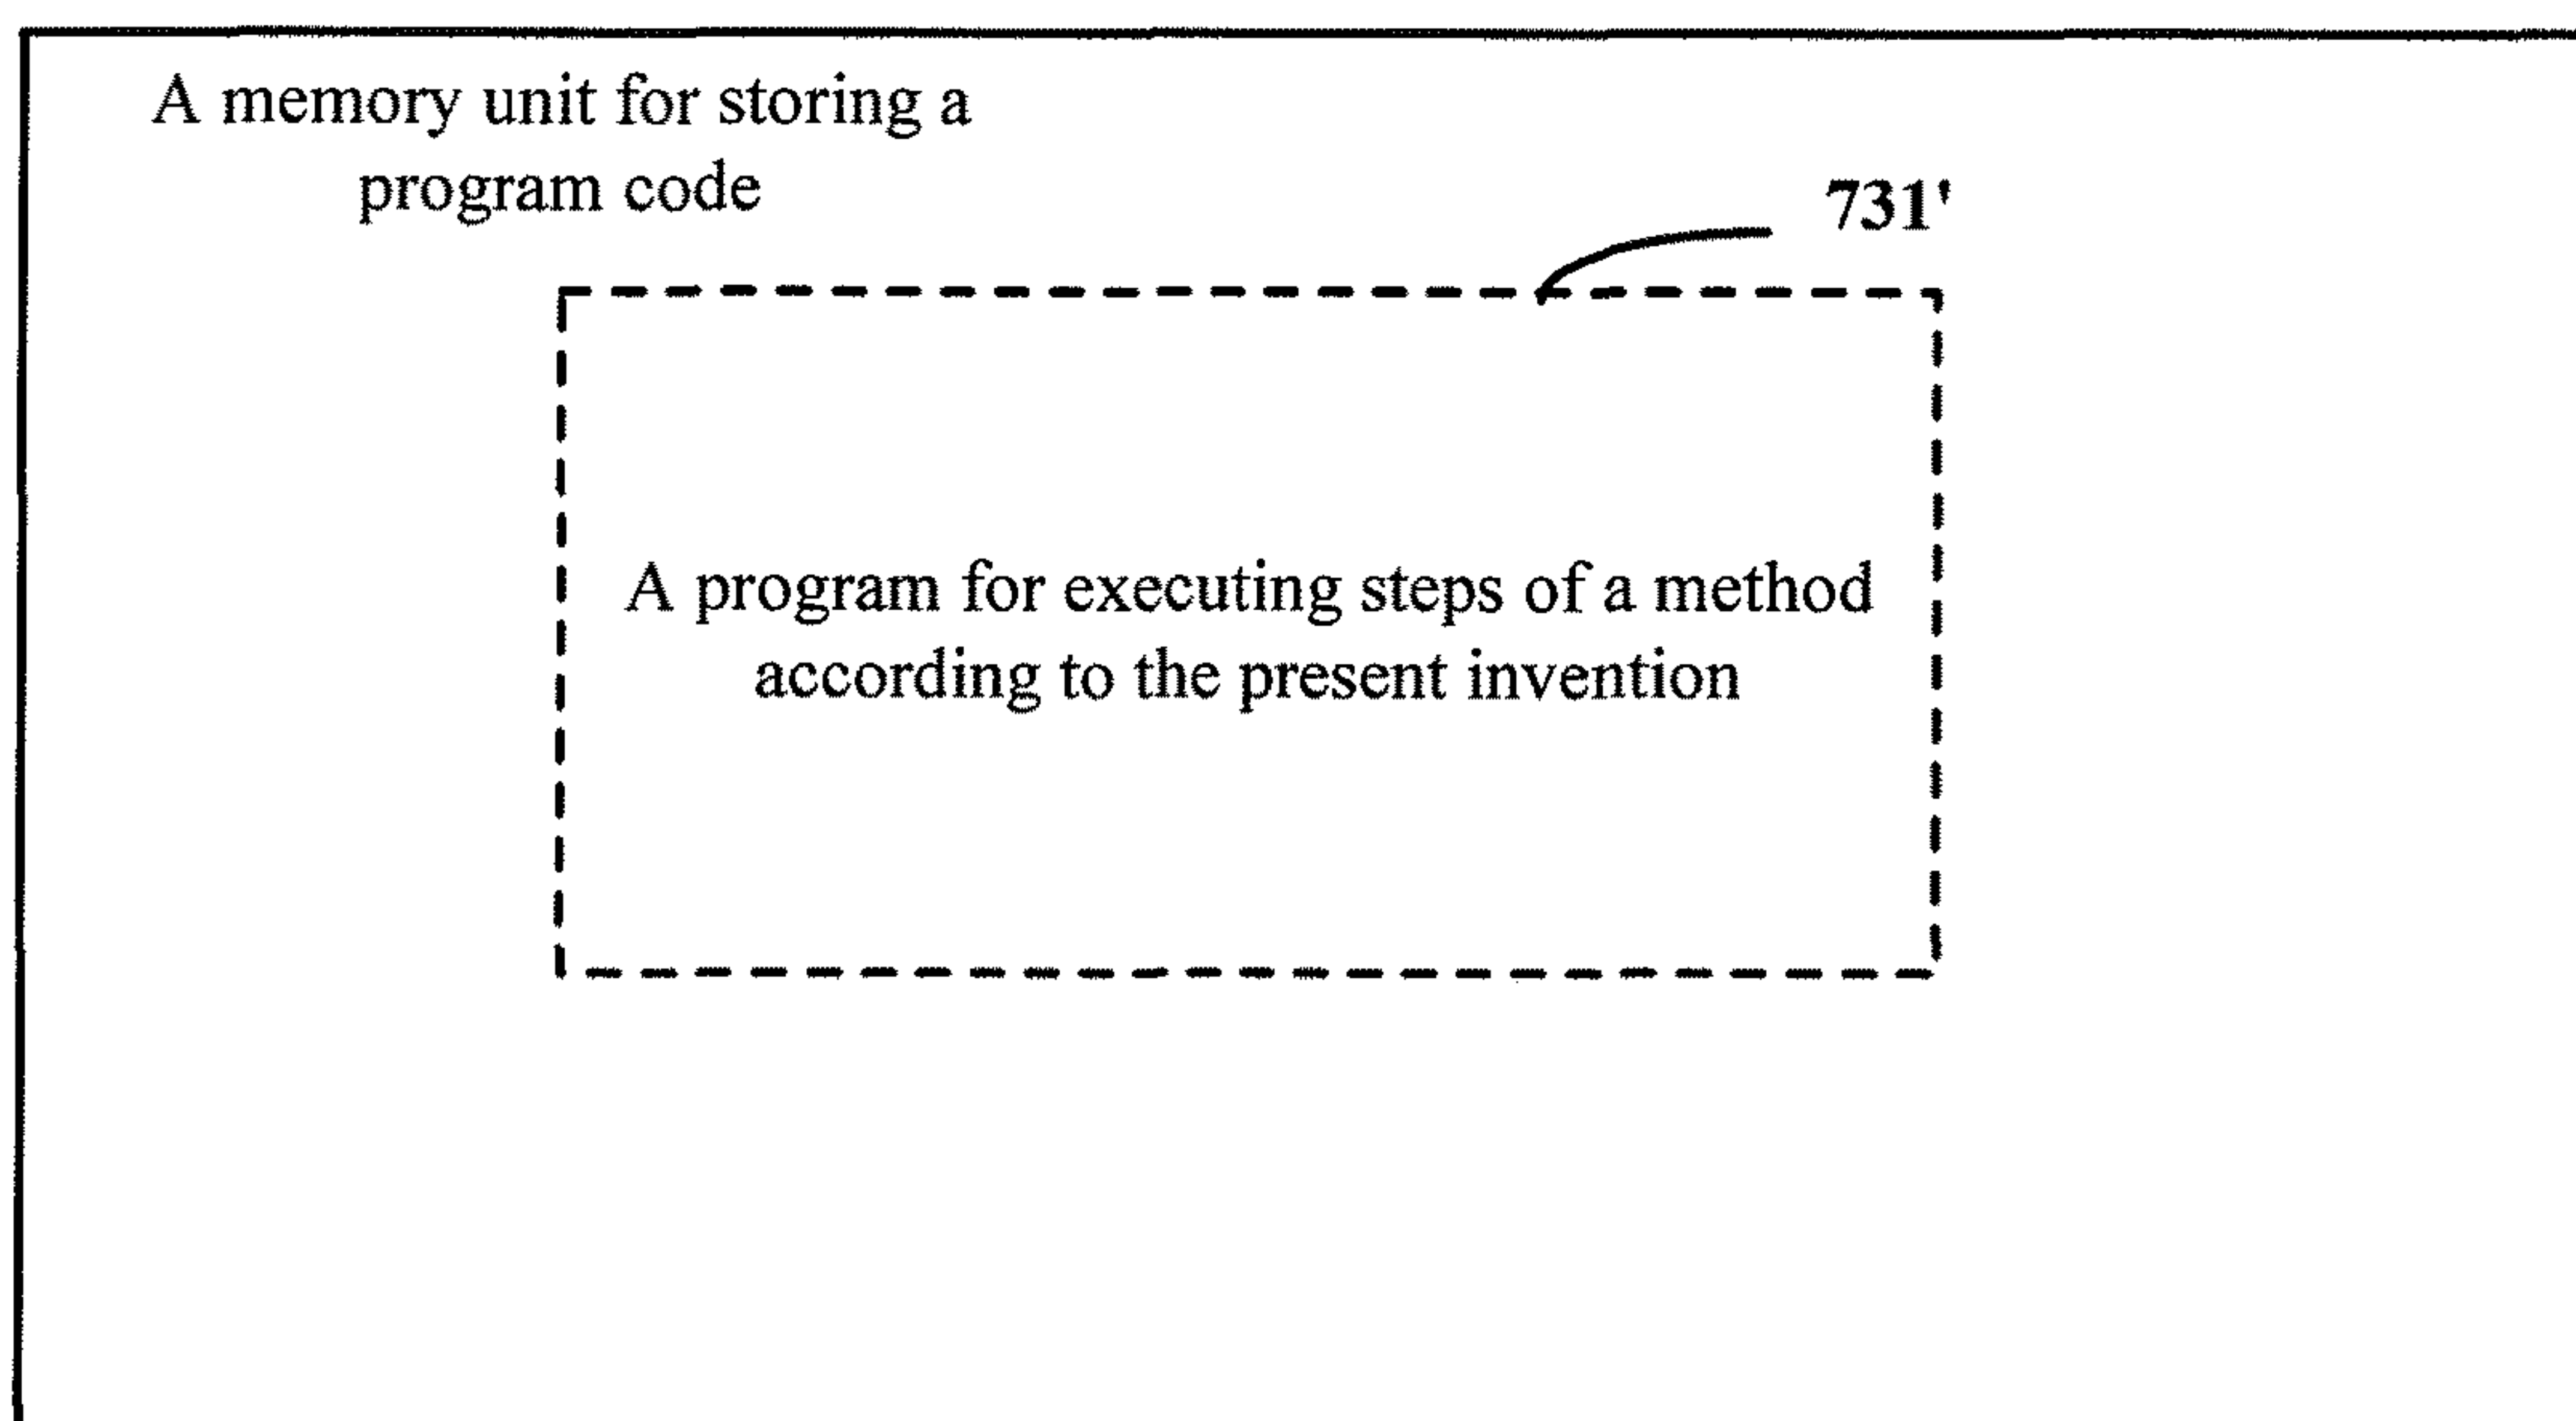 A memory unit for storing a
program code
731'
A program for executing steps of a method
according to the present invention